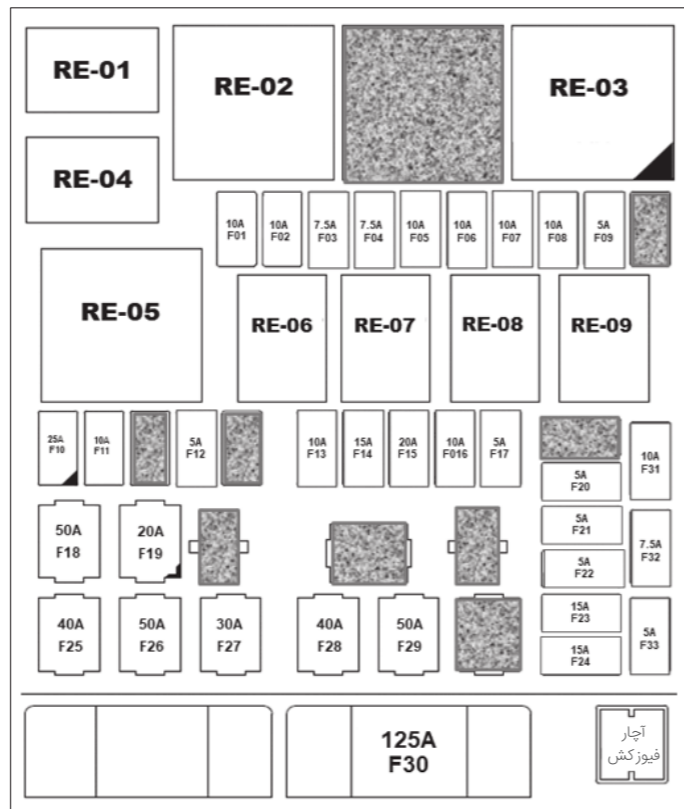 RE-01
RE-02
RE-03
RE-04
10A
F01
10A
F02
7.5A
F03
7.5A
F04
10A
F05
10A
F06
10A
F07
10A
F08
5A
F09
RE-05
RE-06
RE-07
RE-08
RE-09
25A
F10
10A
F11
5A
F12
10A
F13
15A
F14
20A
F15
10A
F016
5A
F17
5A
F20
10A
F31
50A
F18
20A
F19
5A
F21
5A
F22
7.5A
F32
40A
F25
50A
F26
30A
F27
40A
F28
50A
F29
15A
F23
15A
F24
5A
F33
125A
F30
آچار
فیوزکش